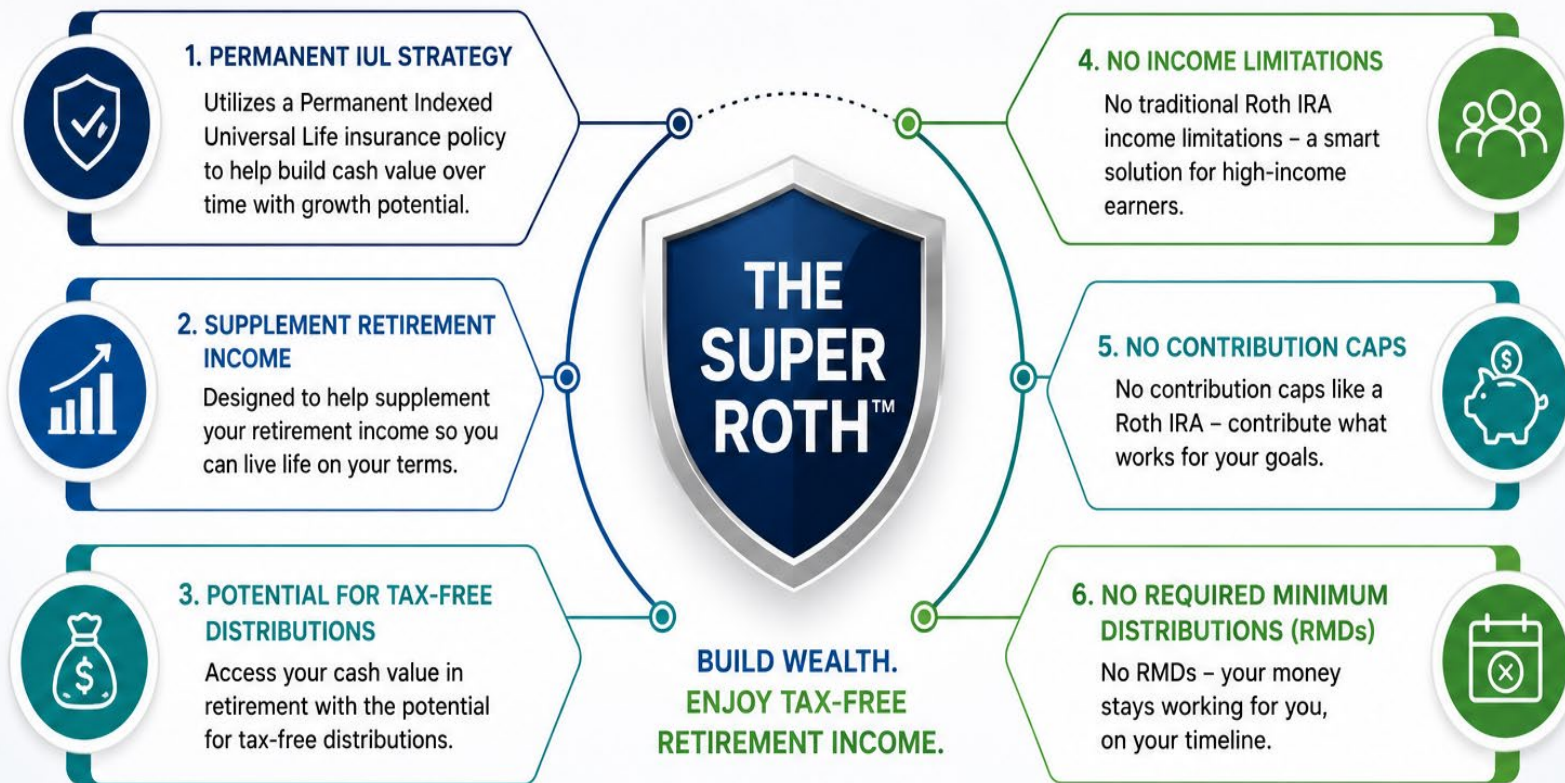 1. PERMANENT IUL STRATEGY
Utilizes a Permanent Indexed
Universal Life insurance policy
to help build cash value over
time with growth potential.
2. SUPPLEMENT RETIREMENT
INCOME
Designed to help supplement
your retirement income so you
can live life on your terms.
3. POTENTIAL FOR TAX-FREE
DISTRIBUTIONS
Access your cash value in
retirement with the potential
for tax-free distributions.
$
THE
SUPER
ROTH™
BUILD WEALTH.
ENJOY TAX-FREE
RETIREMENT INCOME.
4. NO INCOME LIMITATIONS
No traditional Roth IRA
income limitations – a smart
solution for high-income
earners.
5. NO CONTRIBUTION CAPS
No contribution caps like a
Roth IRA – contribute what
works for your goals.
$
6. NO REQUIRED MINIMUM
DISTRIBUTIONS (RMDs)
No RMDs – your money
stays working for you,
on your timeline.